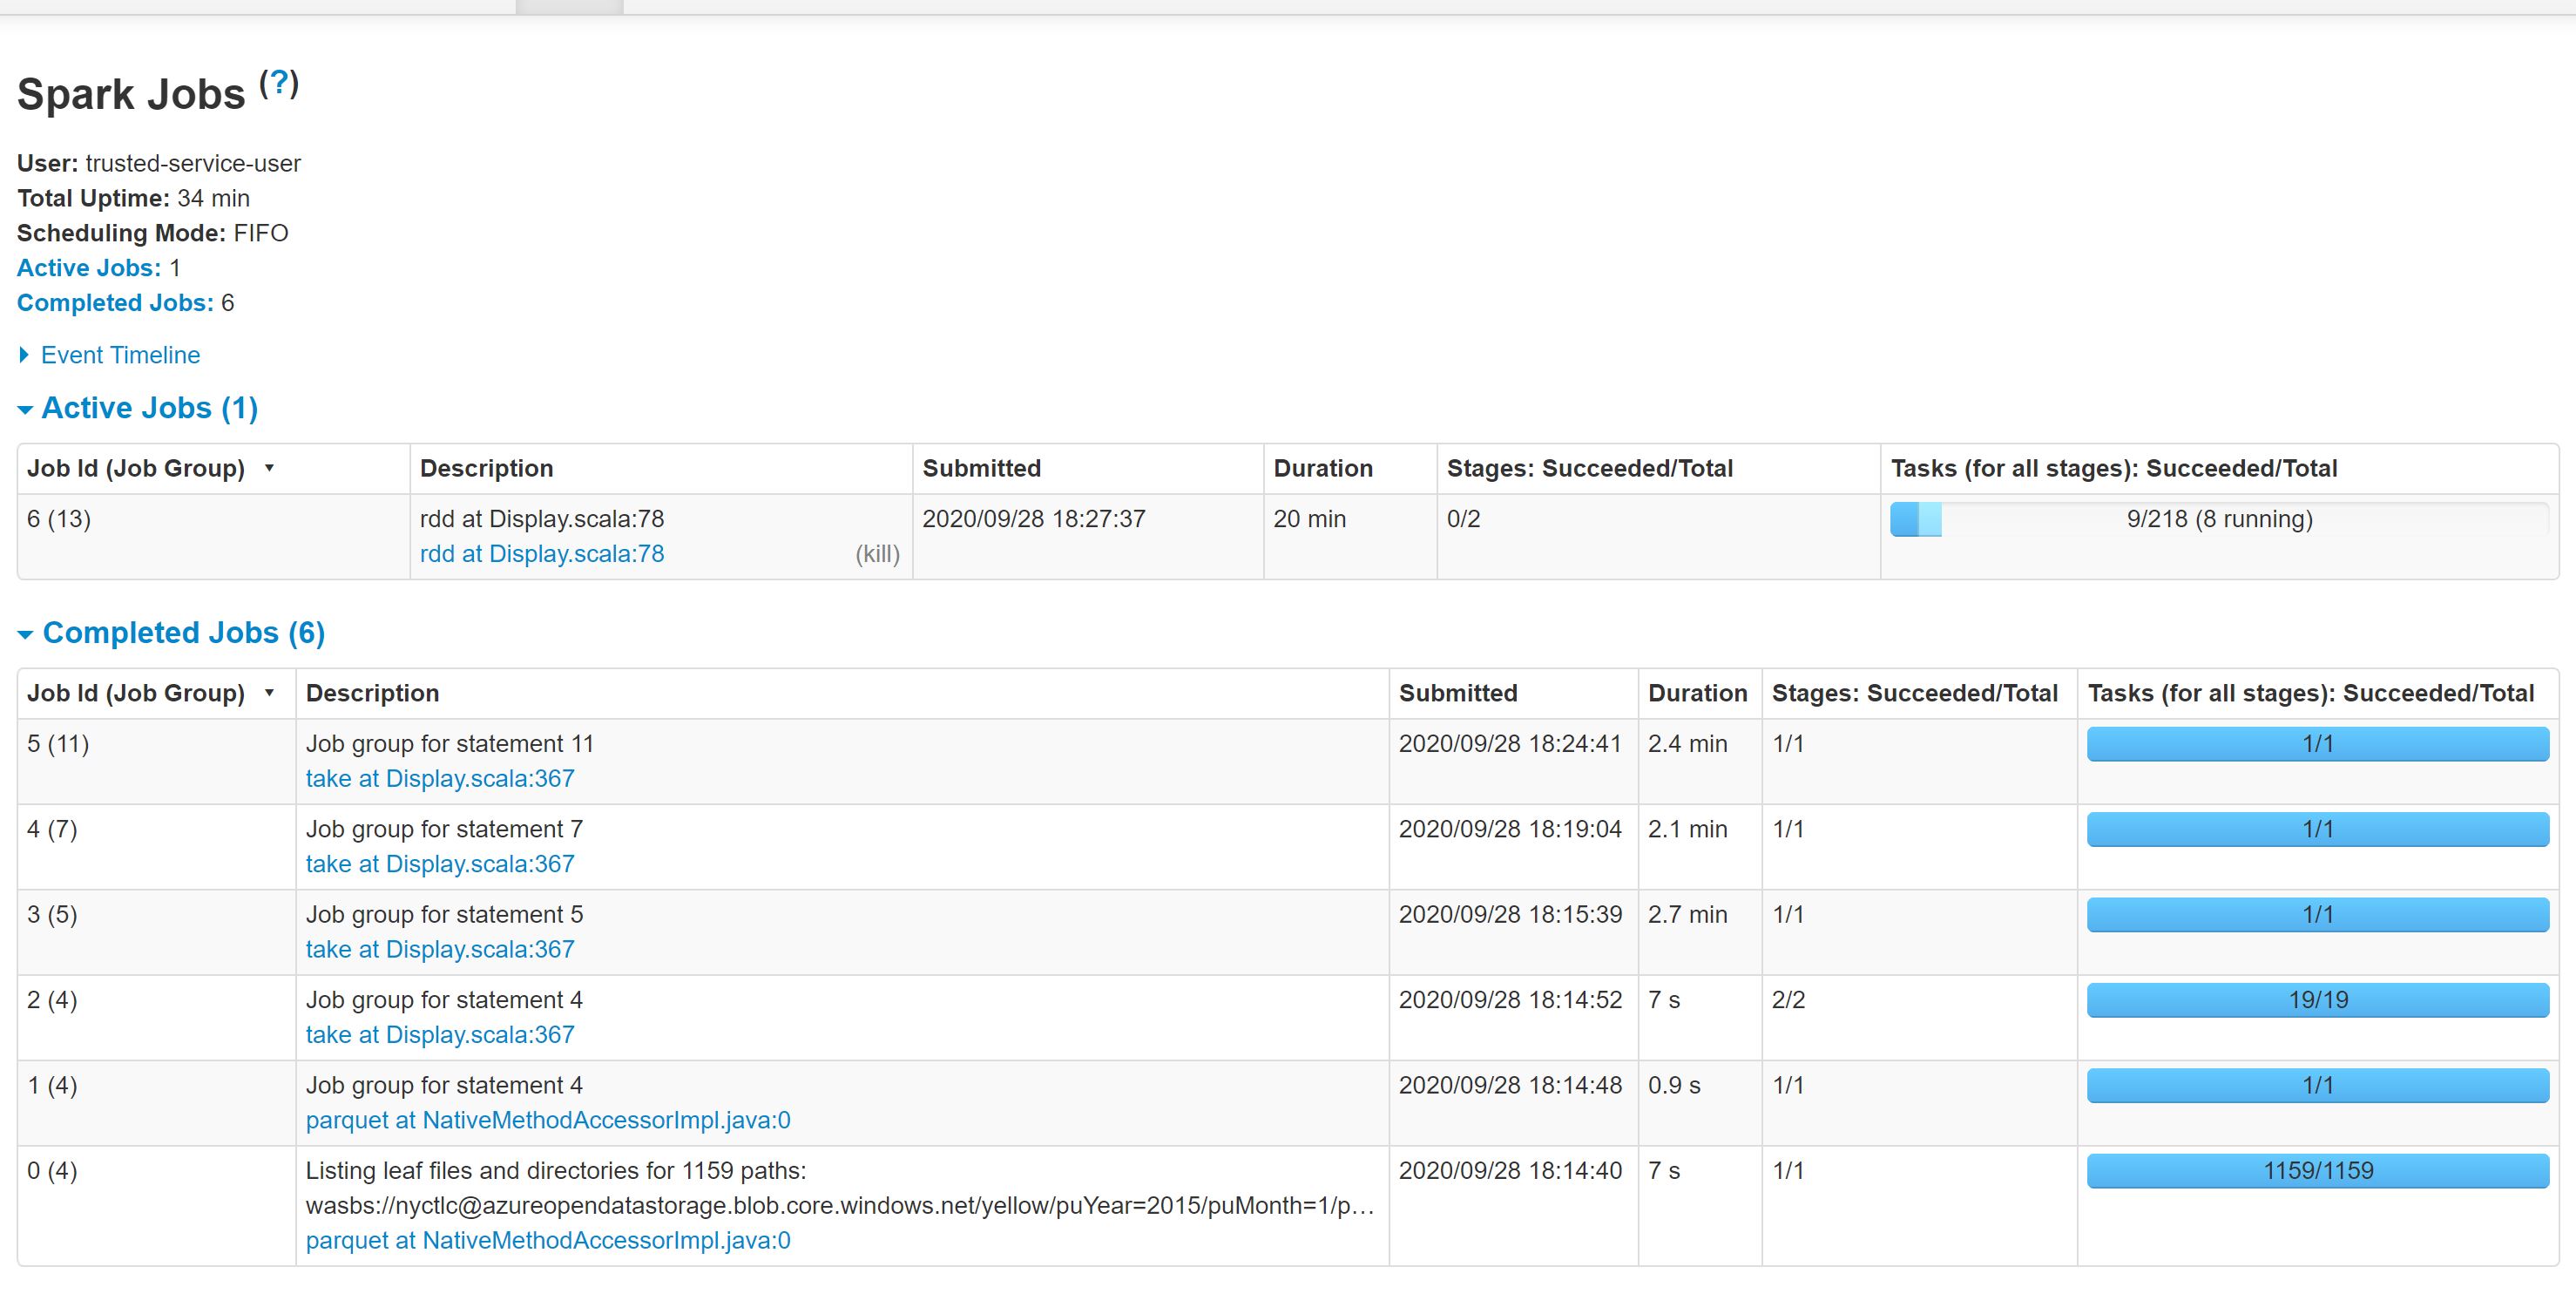 Spark Jobs (?)
User: trusted-service-user
Total Uptime: 34 min
Scheduling Mode: FIFO
Active Jobs: 1
Completed Jobs: 6
Event Timeline
Active Jobs (1)
Job Id (Job Group) ▾ Description Submitted Duration Stages: Succeeded/Total Tasks (for all stages): Succeeded/Total
6 (13) rdd at Display.scala:78 2020/09/28 18:27:37 20 min 0/2 9/218 (8 running)
rdd at Display.scala:78 (kill)
Completed Jobs (6)
Job Id (Job Group) ▾ Description Submitted Duration Stages: Succeeded/Total Tasks (for all stages): Succeeded/Total
5 (11) Job group for statement 11 2020/09/28 18:24:41 2.4 min 1/1 1/1
take at Display.scala:367
4 (7) Job group for statement 7 2020/09/28 18:19:04 2.1 min 1/1 1/1
take at Display.scala:367
3 (5) Job group for statement 5 2020/09/28 18:15:39 2.7 min 1/1 1/1
take at Display.scala:367
2 (4) Job group for statement 4 2020/09/28 18:14:52 7 s 2/2 19/19
take at Display.scala:367
1 (4) Job group for statement 4 2020/09/28 18:14:48 0.9 s 1/1 1/1
parquet at NativeMethodAccessorImpl.java:0
0 (4) Listing leaf files and directories for 1159 paths: 2020/09/28 18:14:40 7 s 1/1 1159/1159
wasbs://nyctlc@azureopendatastorage.blob.core.windows.net/yellow/puYear=2015/puMonth=1/p...
parquet at NativeMethodAccessorImpl.java:0